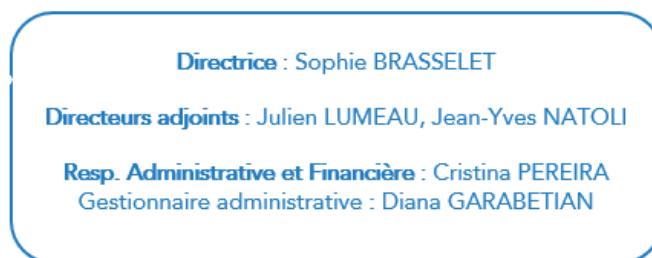 Directrice : Sophie BRASSELET
Directeurs adjoints : Julien LUMEAU, Jean-Yves NATOLI
Resp. Administrative et Financière : Cristina PEREIRA
Gestionnaire administrative : Diana GARABETIAN